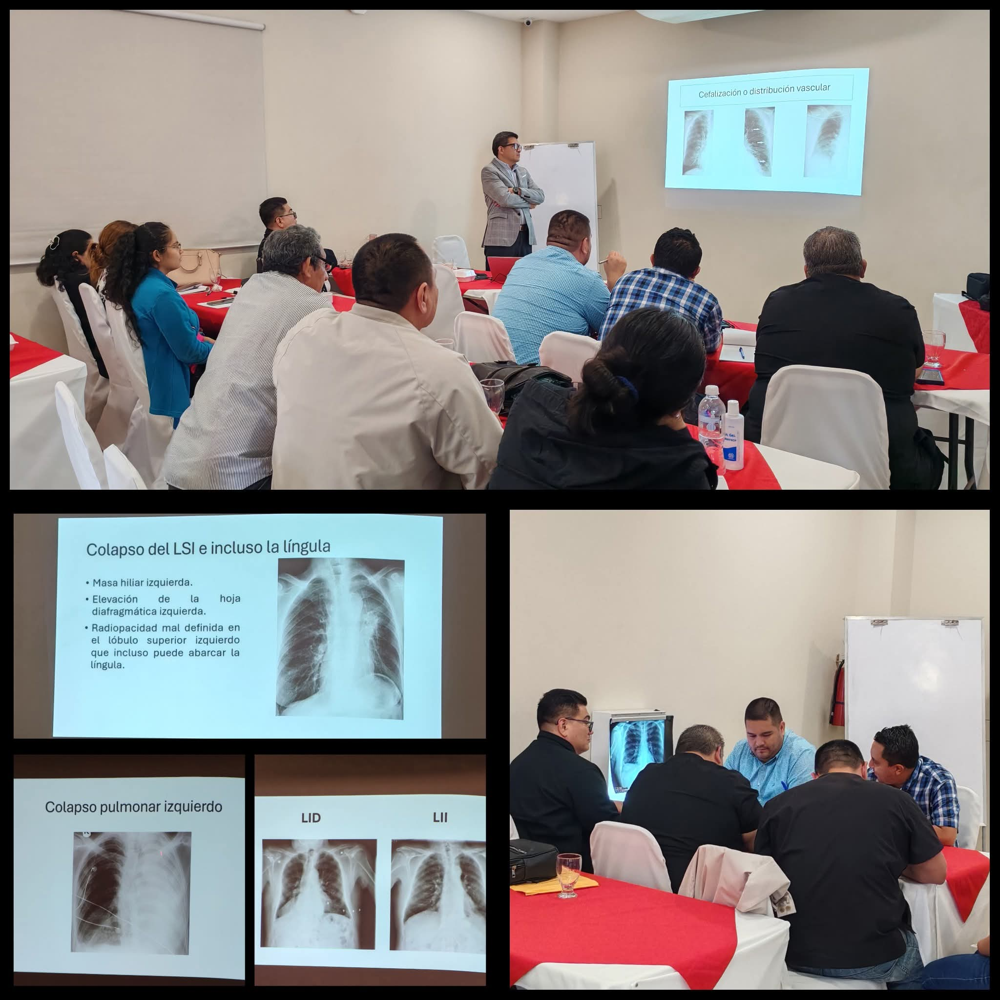 Cefalización o distribución vascular
GEL
Colapso del LSI e incluso la língula
• Masa hiliar izquierda.
• Elevación de la hoja
diafragmática izquierda.
• Radiopacidad mal definida en
el lóbulo superior izquierdo
que incluso puede abarcar la
língula.
Colapso pulmonar izquierdo
R
LID
LII